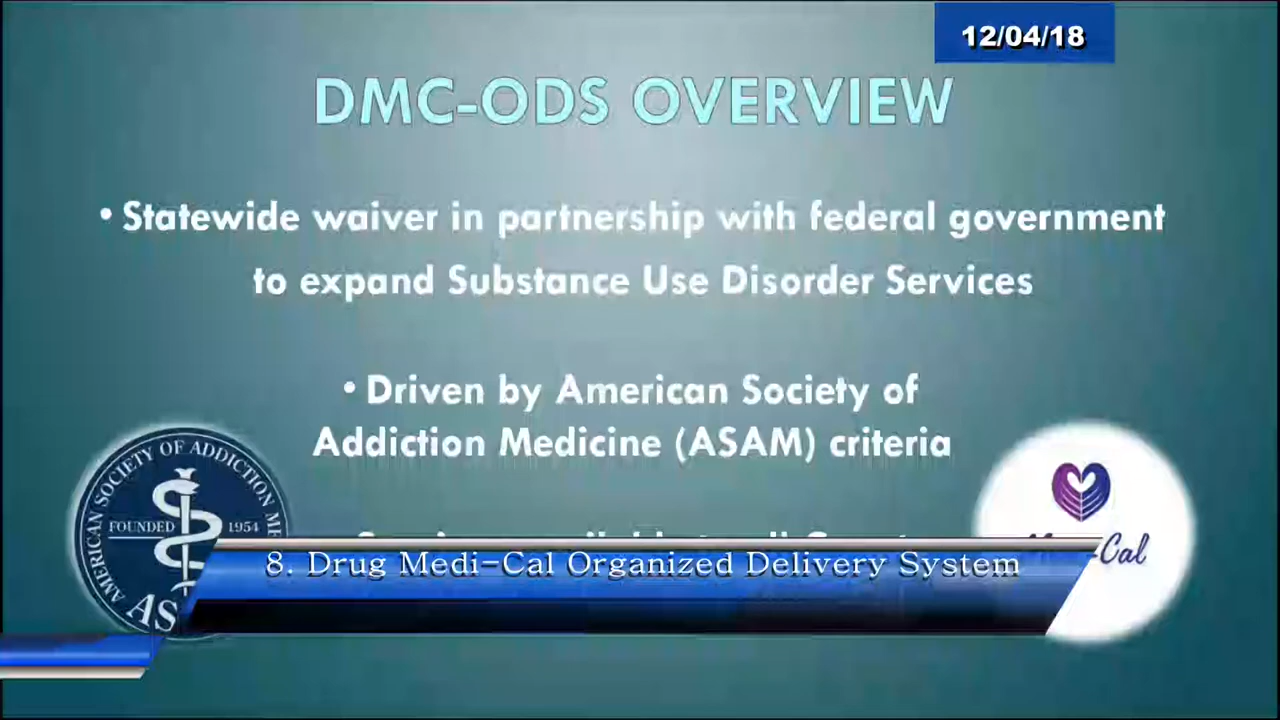 12/04/18
DMC-ODS OVERVIEW
• Statewide waiver in partnership with federal government
to expand Substance Use Disorder Services
• Driven by American Society of
Addiction Medicine (ASAM) criteria
AMERICAN SOCIETY OF ADDICTION
FOUNDED 1954
AS
Cal
8. Drug Medi-Cal Organized Delivery System